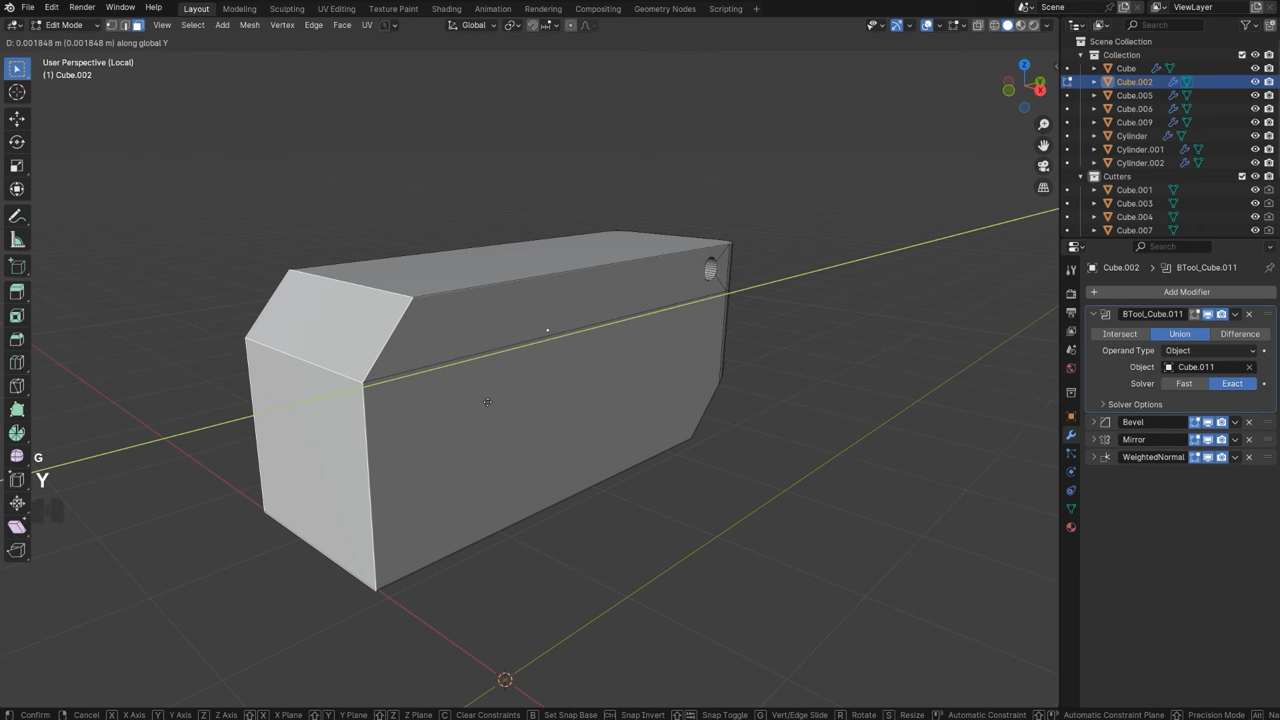 File Edit Render Window Help Layout Modeling Sculpting UV Editing Texture Paint Shading Animation Rendering Compositing Geometry Nodes Scripting + Scene ViewLayer
Edit Mode View Select Add Mesh Vertex Edge Face UV Global Search
D: 0.001848 m (0.001848 m) along global Y
User Perspective (Local)
(1) Cube.002
Z
Y
X
G
Y
Scene Collection
Collection
Cube
Cube.002
Cube.005
Cube.006
Cube.009
Cylinder
Cylinder.001
Cylinder.002
Cutters
Cube.001
Cube.003
Cube.004
Cube.007
Search
Cube.002 > BTool_Cube.011
+ Add Modifier
BTool_Cube.011
Intersect Union Difference
Operand Type Object
Object Cube.011
Solver Fast Exact
Solver Options
Bevel
Mirror
WeightedNormal
Confirm Cancel X X Axis Y Y Axis Z Z Axis X X Plane Y Y Plane Z Z Plane C Clear Constraints B Set Snap Base Ctrl Snap Invert Snap Toggle G Vert/Edge Slide R Rotate S Resize Automatic Constraint Automatic Constraint Plane Precision Mode Alt